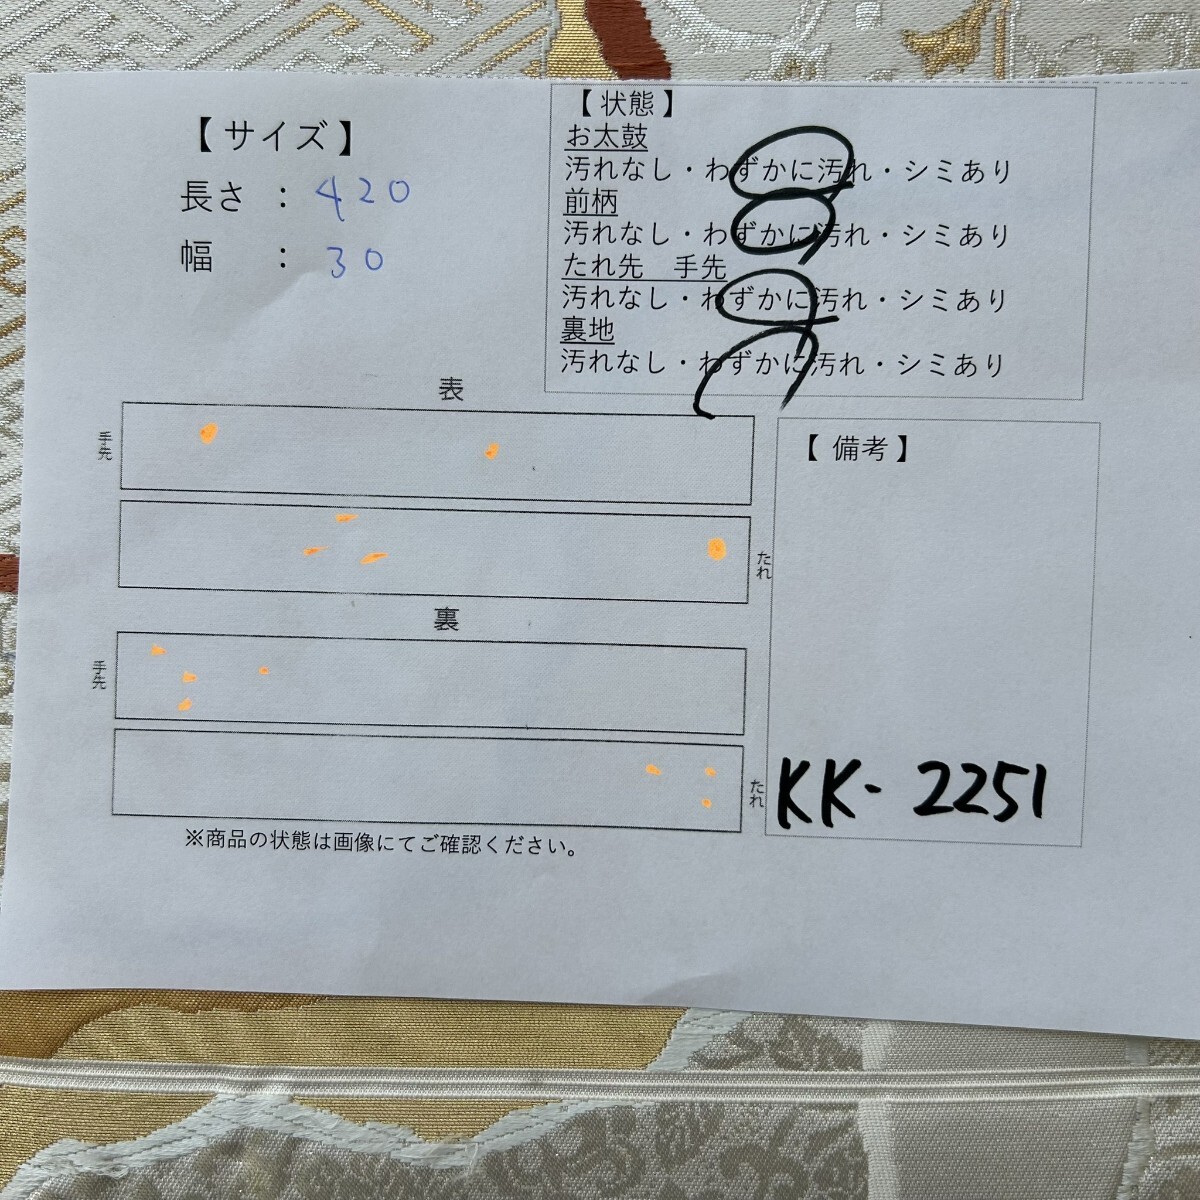 【 サイズ 】
長さ ： 420
幅 ： 30
【 状態 】
お太鼓
汚れなし・わずかに汚れ・シミあり
前柄
汚れなし・わずかに汚れ・シミあり
たれ先 手先
汚れなし・わずかに汚れ・シミあり
裏地
汚れなし・わずかに汚れ・シミあり
表
手先
たれ
裏
手先
たれ
※商品の状態は画像にてご確認ください。
【 備考 】
KK-2251